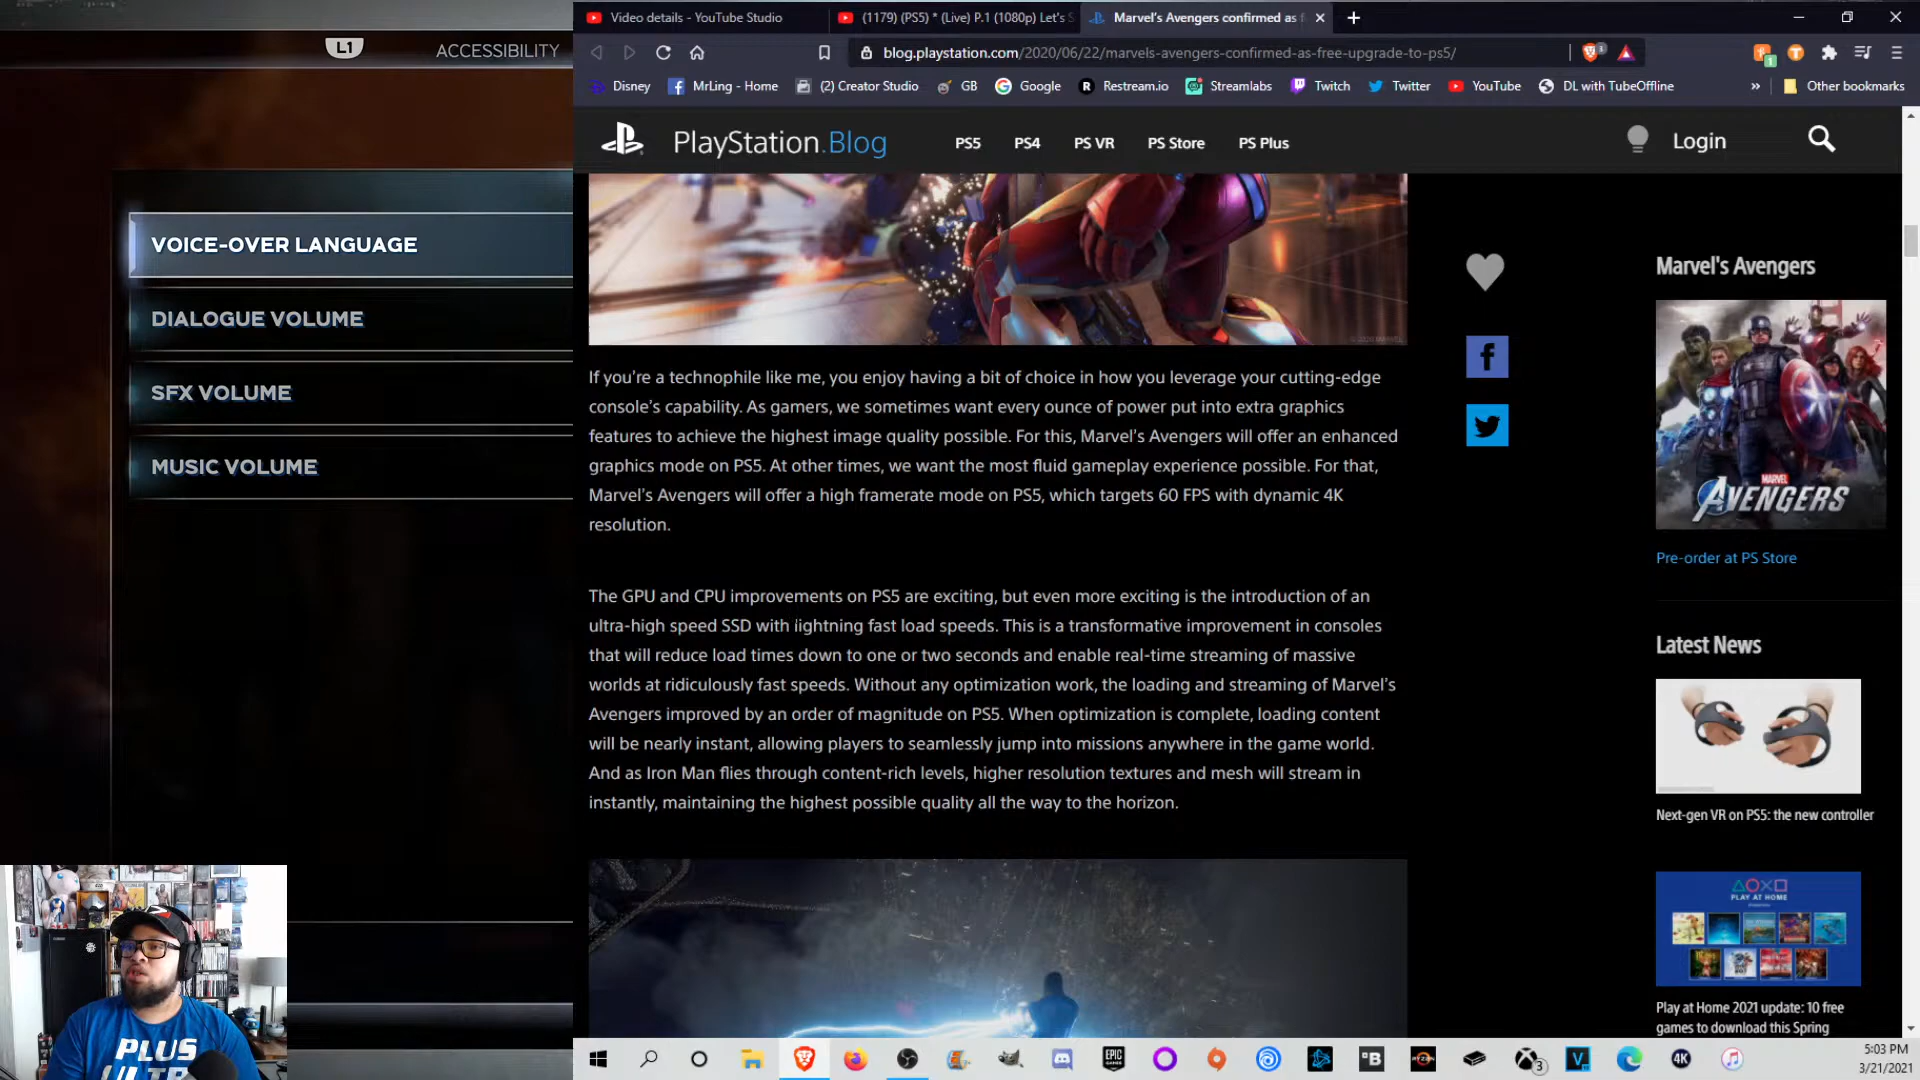 Video details - YouTube Studio
(1179) (PS5) * (Live) P.1 (1080p) Let's S
Marvel's Avengers confirmed as f
blog.playstation.com/2020/06/22/marvels-avengers-confirmed-as-free-upgrade-to-ps5/
Disney
MrLing - Home
(2) Creator Studio
GB
Google
Restream.io
Streamlabs
Twitch
Twitter
YouTube
DL with TubeOffline
»
Other bookmarks
L1
ACCESSIBILITY
VOICE-OVER LANGUAGE
DIALOGUE VOLUME
SFX VOLUME
MUSIC VOLUME
PlayStation.Blog
PS5
PS4
PS VR
PS Store
PS Plus
Login
If you're a technophile like me, you enjoy having a bit of choice in how you leverage your cutting-edge
console's capability. As gamers, we sometimes want every ounce of power put into extra graphics
features to achieve the highest image quality possible. For this, Marvel's Avengers will offer an enhanced
graphics mode on PS5. At other times, we want the most fluid gameplay experience possible. For that,
Marvel's Avengers will offer a high framerate mode on PS5, which targets 60 FPS with dynamic 4K
resolution.
The GPU and CPU improvements on PS5 are exciting, but even more exciting is the introduction of an
ultra-high speed SSD with lightning fast load speeds. This is a transformative improvement in consoles
that will reduce load times down to one or two seconds and enable real-time streaming of massive
worlds at ridiculously fast speeds. Without any optimization work, the loading and streaming of Marvel's
Avengers improved by an order of magnitude on PS5. When optimization is complete, loading content
will be nearly instant, allowing players to seamlessly jump into missions anywhere in the game world.
And as Iron Man flies through content-rich levels, higher resolution textures and mesh will stream in
instantly, maintaining the highest possible quality all the way to the horizon.
Marvel's Avengers
MARVEL
AVENGERS
Pre-order at PS Store
Latest News
Next-gen VR on PS5: the new controller
PLAY AT HOME
Play at Home 2021 update: 10 free
games to download this Spring
PLUS
ULTRA
EPIC
GAMES
B
RYZEN
3
V
4K
5:03 PM
3/21/2021